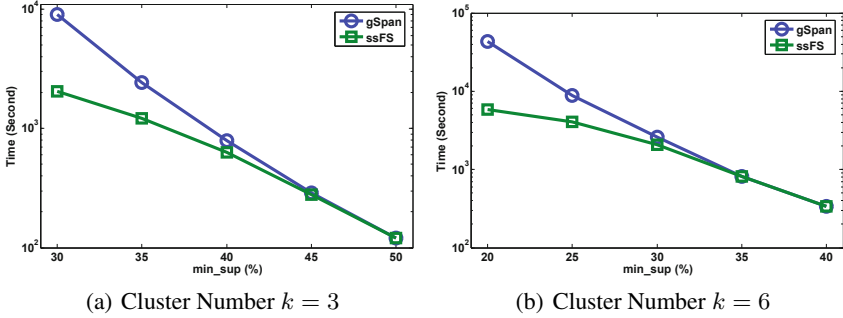 gSpan
ssFS
10^4
10^3
10^2
Time (Second)
30 35 40 45 50
min_sup (%)
(a) Cluster Number k = 3
gSpan
ssFS
10^5
10^4
10^3
10^2
Time (Second)
20 25 30 35 40
min_sup (%)
(b) Cluster Number k = 6